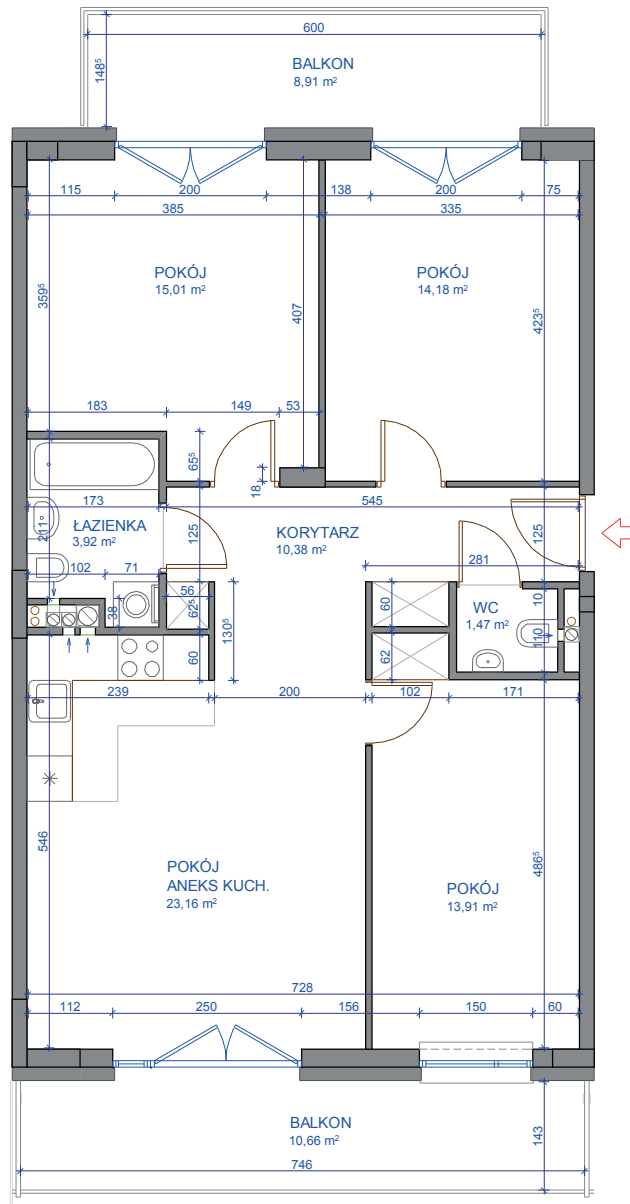 600
148⁵
BALKON
8,91 m²
115
200
138
200
75
385
335
POKÓJ
15,01 m²
POKÓJ
14,18 m²
359⁵
407
423⁵
183
149
53
65⁵
18
173
545
ŁAZIENKA
3,92 m²
211
125
KORYTARZ
10,38 m²
125
281
102
71
56
62⁵
38
130⁵
60
WC
1,47 m²
10
110
60
62
239
200
102
171
546
POKÓJ
ANEKS KUCH.
23,16 m²
POKÓJ
13,91 m²
486⁵
728
112
250
156
150
60
BALKON
10,66 m²
143
746